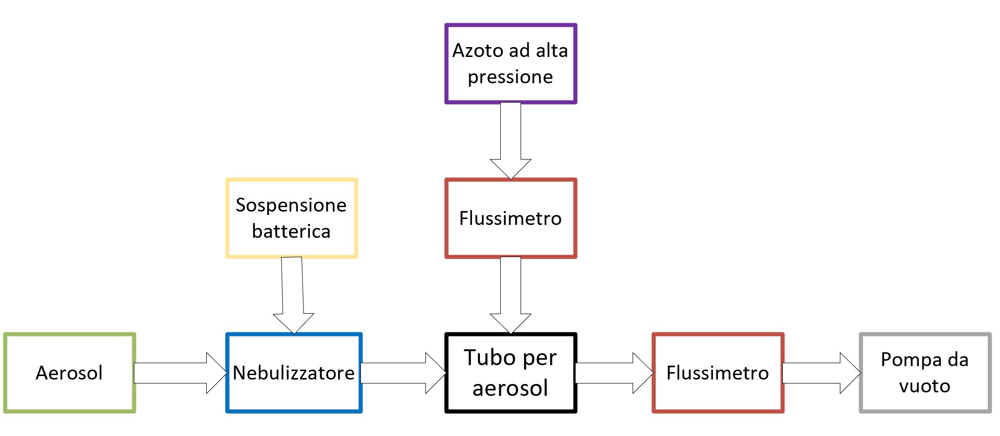 Azoto ad alta
pressione
Sospensione
batterica
Flussimetro
Aerosol
Nebulizzatore
Tubo per
aerosol
Flussimetro
Pompa da
vuoto